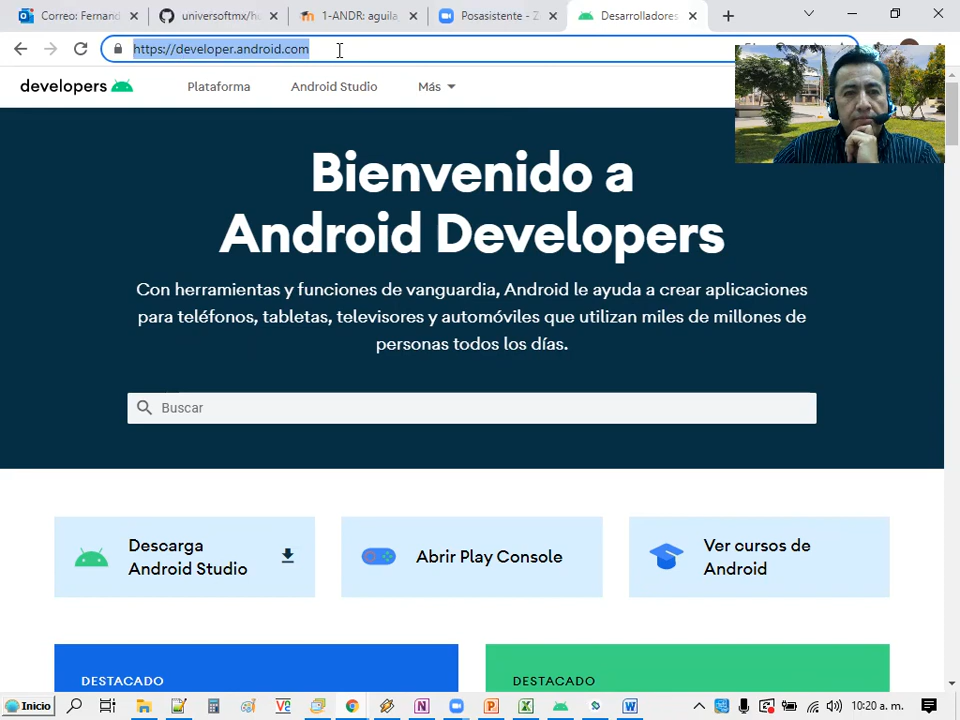 Correo: Fernand
universoftmx/h
1-ANDR: aguila
Posasistente - Z
Desarrolladores
https://developer.android.com
developers
Plataforma
Android Studio
Más
Bienvenido a
Android Developers
Con herramientas y funciones de vanguardia, Android le ayuda a crear aplicaciones
para teléfonos, tabletas, televisores y automóviles que utilizan miles de millones de
personas todos los días.
Buscar
Descarga
Android Studio
Abrir Play Console
Ver cursos de
Android
DESTACADO
DESTACADO
Inicio
10:20 a. m.